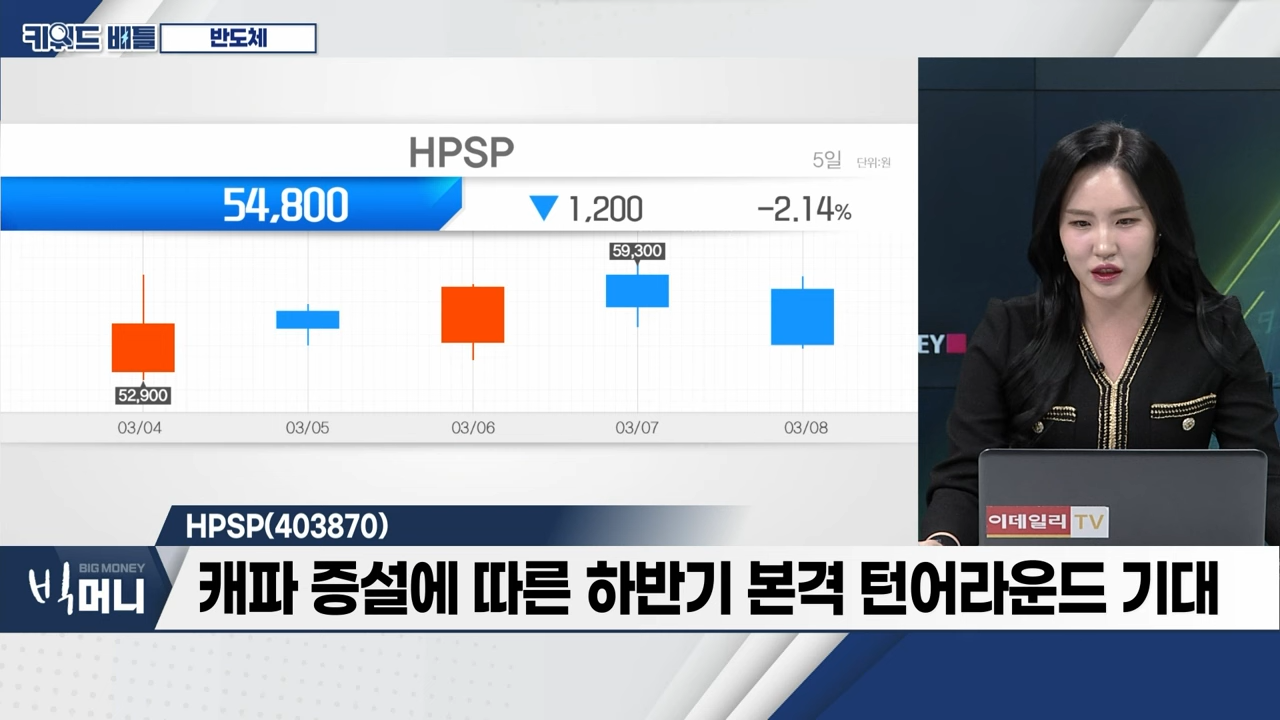 키워드 배틀 반도체
HPSP
5일 단위:원
54,800 ▼ 1,200 -2.14%
59,300
52,900
03/04 03/05 03/06 03/07 03/08
EY
이데일리 TV
HPSP(403870)
BIG MONEY
빅머니
캐파 증설에 따른 하반기 본격 턴어라운드 기대